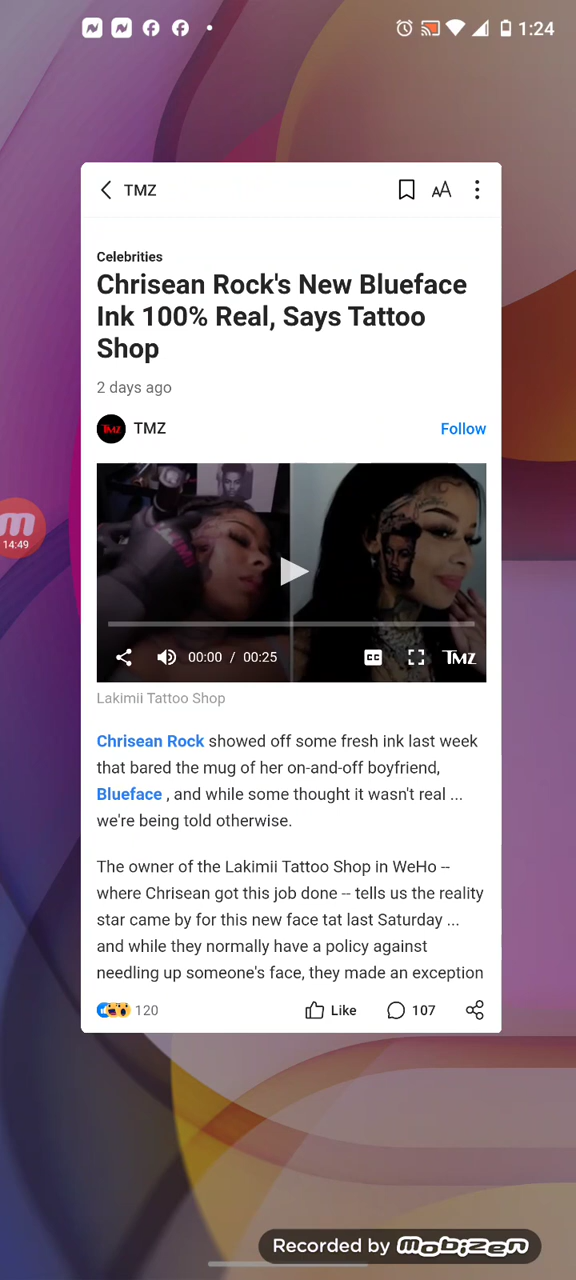 1:24
TMZ
AA
Celebrities
Chrisean Rock's New Blueface
Ink 100% Real, Says Tattoo
Shop
2 days ago
TMZ
TMZ
Follow
14:49
00:00 / 00:25
CC
TMZ
Lakimii Tattoo Shop
Chrisean Rock showed off some fresh ink last week
that bared the mug of her on-and-off boyfriend,
Blueface , and while some thought it wasn't real ...
we're being told otherwise.
The owner of the Lakimii Tattoo Shop in WeHo --
where Chrisean got this job done -- tells us the reality
star came by for this new face tat last Saturday ...
and while they normally have a policy against
needling up someone's face, they made an exception
120
Like
107
Recorded by mobizen